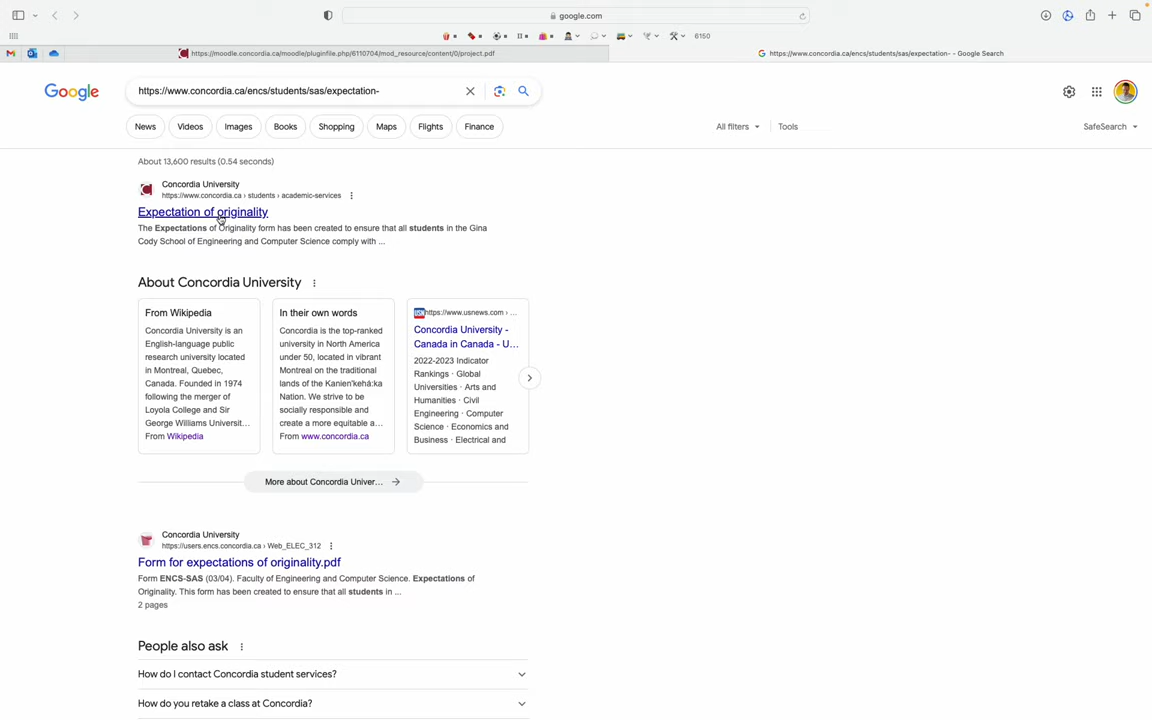 google.com
6150
https://moodle.concordia.ca/moodle/pluginfile.php/6110704/mod_resource/content/0/project.pdf
https://www.concordia.ca/encs/students/sas/expectation- - Google Search
Google
https://www.concordia.ca/encs/students/sas/expectation-
News
Videos
Images
Books
Shopping
Maps
Flights
Finance
All filters
Tools
SafeSearch
About 13,600 results (0.54 seconds)
Concordia University
https://www.concordia.ca › students › academic-services
Expectation of originality
The Expectations of Originality form has been created to ensure that all students in the Gina
Cody School of Engineering and Computer Science comply with ...
About Concordia University
From Wikipedia
Concordia University is an
English-language public
research university located
in Montreal, Quebec,
Canada. Founded in 1974
following the merger of
Loyola College and Sir
George Williams Universit...
From Wikipedia
In their own words
Concordia is the top-ranked
university in North America
under 50, located in vibrant
Montreal on the traditional
lands of the Kanien'kehá:ka
Nation. We strive to be
socially responsible and
create a more equitable a...
From www.concordia.ca
https://www.usnews.com › ...
Concordia University -
Canada in Canada - U...
2022-2023 Indicator
Rankings · Global
Universities · Arts and
Humanities · Civil
Engineering · Computer
Science · Economics and
Business · Electrical and
More about Concordia Univer...
Concordia University
https://users.encs.concordia.ca › Web_ELEC_312
Form for expectations of originality.pdf
Form ENCS-SAS (03/04). Faculty of Engineering and Computer Science. Expectations of
Originality. This form has been created to ensure that all students in ...
2 pages
People also ask
How do I contact Concordia student services?
How do you retake a class at Concordia?